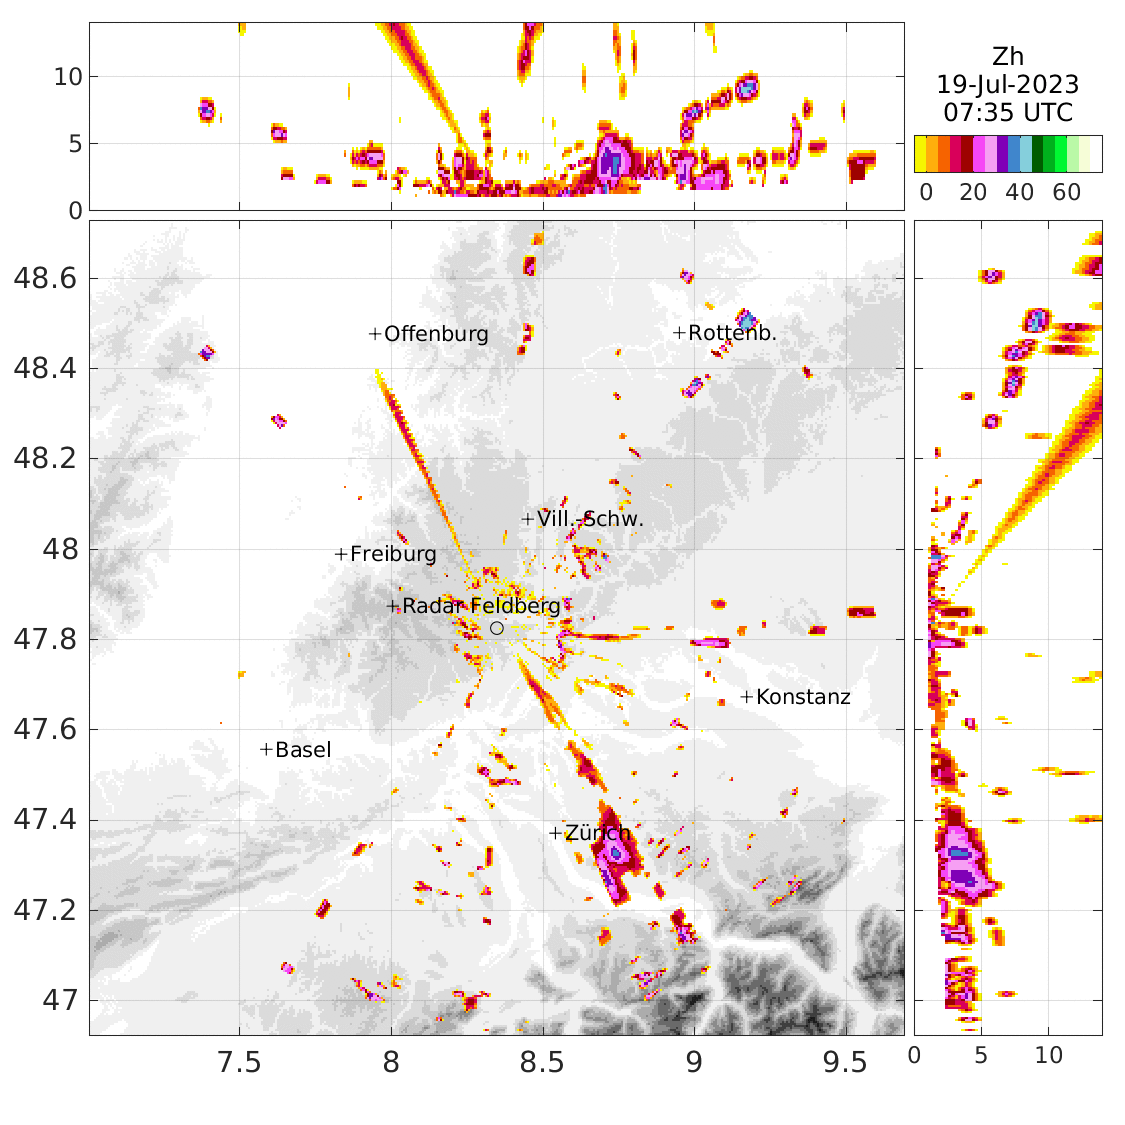 10
5
0
Zh
19-Jul-2023
07:35 UTC
0 20 40 60
48.6
48.4
48.2
48
47.8
47.6
47.4
47.2
47
+Offenburg
+Rottenb.
+Vill.-Schw.
+Freiburg
+Radar Feldberg
+Konstanz
+Basel
+Zürich
7.5 8 8.5 9 9.5
0 5 10